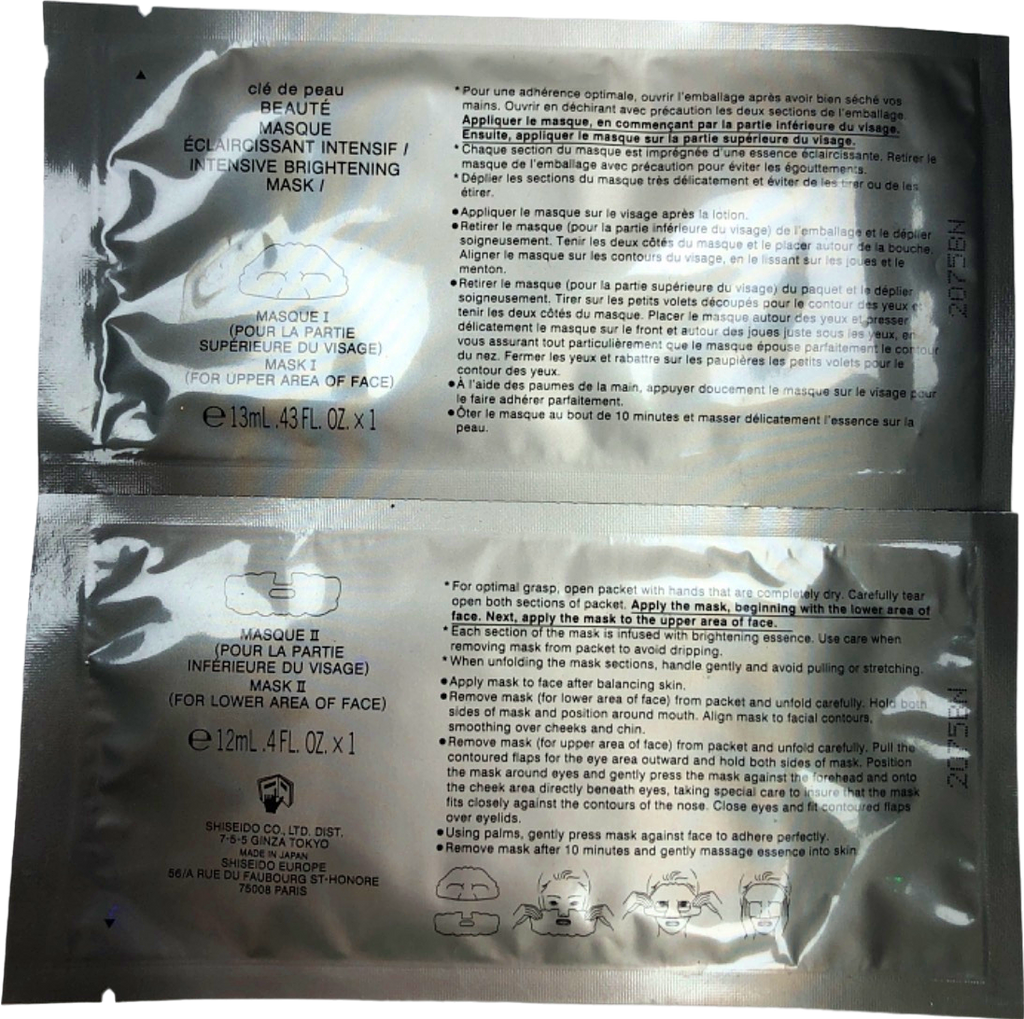 clé de peau
BEAUTÉ
MASQUE
ÉCLAIRCISSANT INTENSIF /
INTENSIVE BRIGHTENING
MASK /
MASQUE I
(POUR LA PARTIE
SUPÉRIEURE DU VISAGE)
MASK I
(FOR UPPER AREA OF FACE)
℮ 13mL .43 FL. OZ. x 1
* Pour une adhérence optimale, ouvrir l'emballage après avoir bien séché vos
mains. Ouvrir en déchirant avec précaution les deux sections de l'emballage.
Appliquer le masque, en commençant par la partie inférieure du visage.
Ensuite, appliquer le masque sur la partie supérieure du visage.
* Chaque section du masque est imprégnée d'une essence éclaircissante. Retirer le
masque de l'emballage avec précaution pour éviter les égouttements.
* Déplier les sections du masque très délicatement et éviter de les tirer ou de les
étirer.
● Appliquer le masque sur le visage après la lotion.
● Retirer le masque (pour la partie inférieure du visage) de l'emballage et le déplier
soigneusement. Tenir les deux côtés du masque et le placer autour de la bouche.
Aligner le masque sur les contours du visage, en le lissant sur les joues et le
menton.
● Retirer le masque (pour la partie supérieure du visage) du paquet et le déplier
soigneusement. Tirer sur les petits volets découpés pour le contour des yeux et
tenir les deux côtés du masque. Placer le masque autour des yeux et presser
délicatement le masque sur le front et autour des joues juste sous les yeux, en
vous assurant tout particulièrement que le masque épouse parfaitement le contour
du nez. Fermer les yeux et rabattre sur les paupières les petits volets pour le
contour des yeux.
● À l'aide des paumes de la main, appuyer doucement le masque sur le visage pour
le faire adhérer parfaitement.
● Ôter le masque au bout de 10 minutes et masser délicatement l'essence sur la
peau.
2075BN
MASQUE II
(POUR LA PARTIE
INFÉRIEURE DU VISAGE)
MASK II
(FOR LOWER AREA OF FACE)
℮ 12mL .4 FL. OZ. x 1
SHISEIDO CO., LTD. DIST.
7-5-5 GINZA TOKYO
MADE IN JAPAN
SHISEIDO EUROPE
56/A RUE DU FAUBOURG ST-HONORE
75008 PARIS
* For optimal grasp, open packet with hands that are completely dry. Carefully tear
open both sections of packet. Apply the mask, beginning with the lower area of
face. Next, apply the mask to the upper area of face.
* Each section of the mask is infused with brightening essence. Use care when
removing mask from packet to avoid dripping.
* When unfolding the mask sections, handle gently and avoid pulling or stretching.
● Apply mask to face after balancing skin.
● Remove mask (for lower area of face) from packet and unfold carefully. Hold both
sides of mask and position around mouth. Align mask to facial contours,
smoothing over cheeks and chin.
● Remove mask (for upper area of face) from packet and unfold carefully. Pull the
contoured flaps for the eye area outward and hold both sides of mask. Position
the mask around eyes and gently press the mask against the forehead and onto
the cheek area directly beneath eyes, taking special care to insure that the mask
fits closely against the contours of the nose. Close eyes and fit contoured flaps
over eyelids.
● Using palms, gently press mask against face to adhere perfectly.
● Remove mask after 10 minutes and gently massage essence into skin.
2075BN